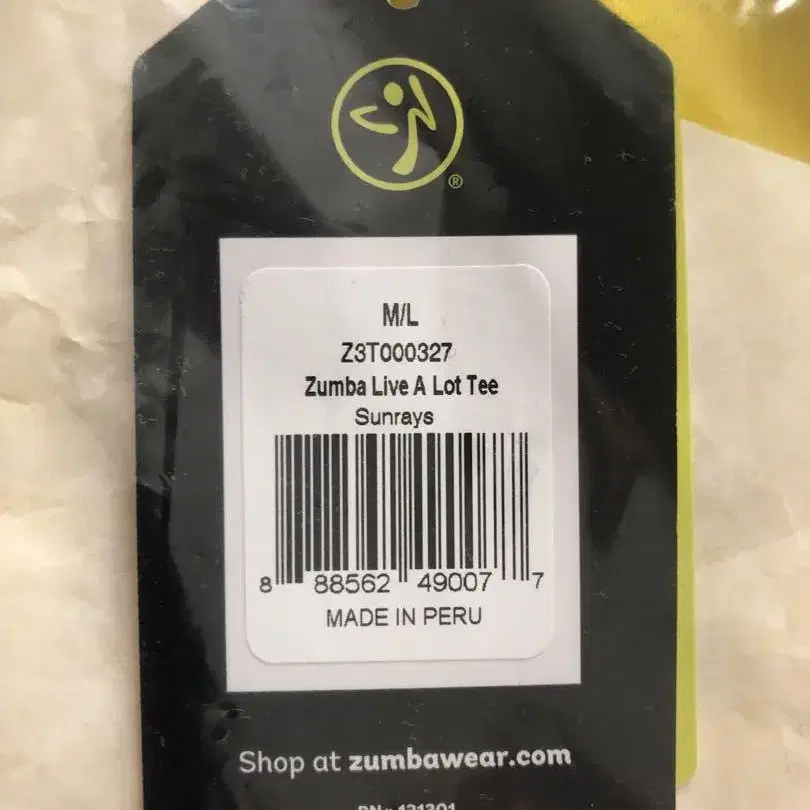 ®
M/L
Z3T000327
Zumba Live A Lot Tee
Sunrays
8 88562 49007 7
MADE IN PERU
Shop at zumbawear.com